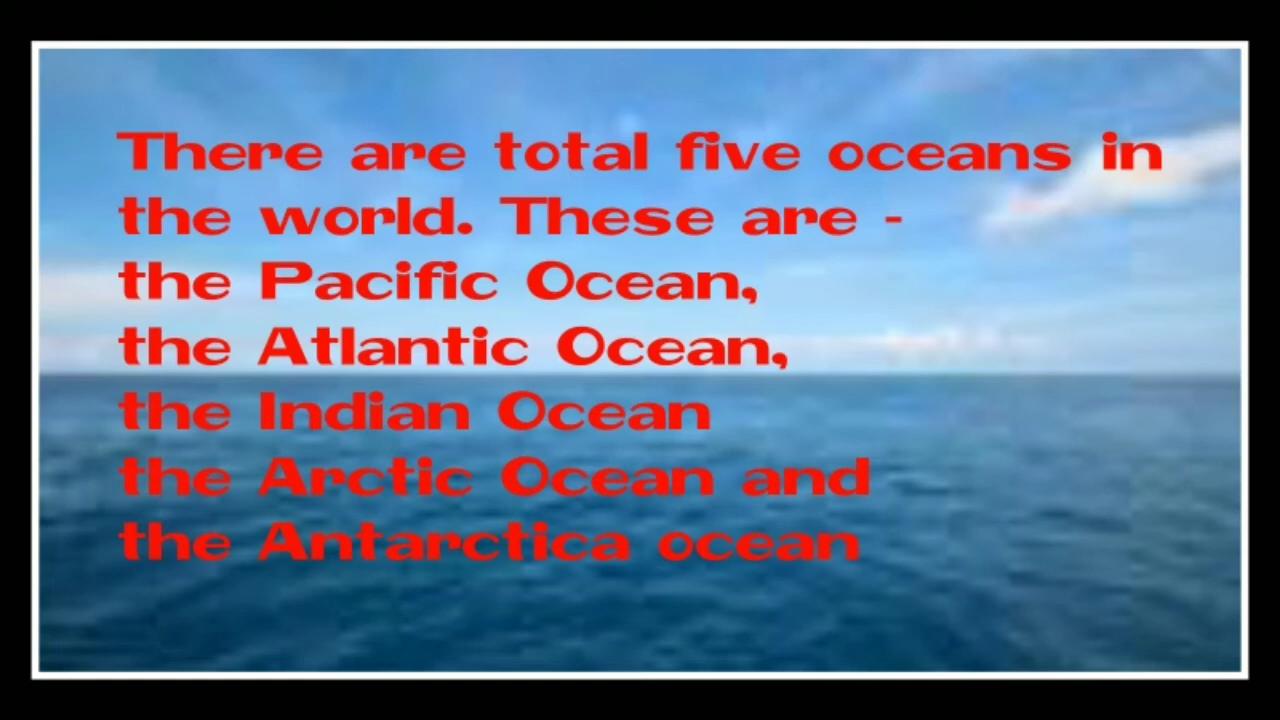 There are total five oceans in
the world. These are -
the Pacific Ocean,
the Atlantic Ocean,
the Indian Ocean
the Arctic Ocean and
the Antarctica ocean